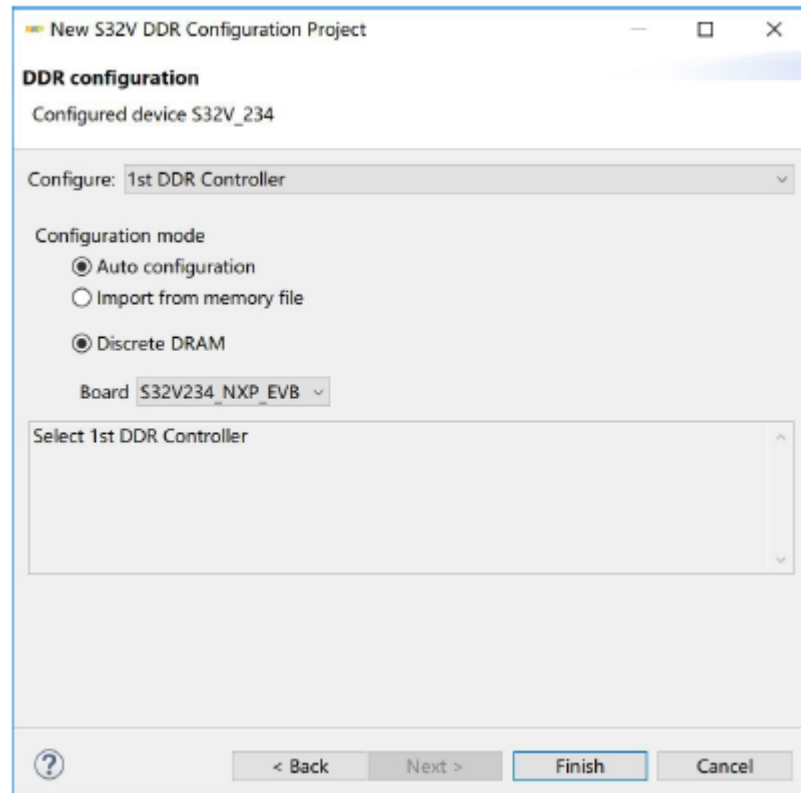 New S32V DDR Configuration Project
DDR configuration
Configured device S32V_234
Configure: 1st DDR Controller
Configuration mode
Auto configuration
Import from memory file
Discrete DRAM
Board S32V234_NXP_EVB
Select 1st DDR Controller
? < Back Next > Finish Cancel